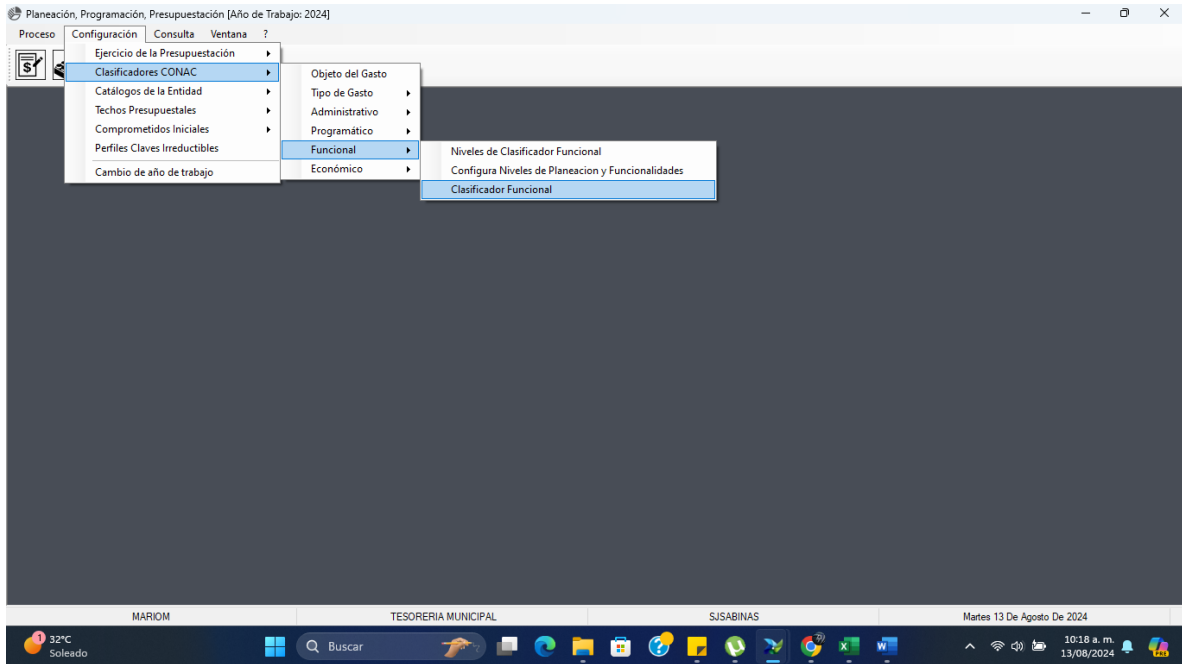 Planeación, Programación, Presupuestación [Año de Trabajo: 2024]
Proceso Configuración Consulta Ventana ?
Ejercicio de la Presupuestación
Clasificadores CONAC
Catálogos de la Entidad
Techos Presupuestales
Comprometidos Iniciales
Perfiles Claves Irreductibles
Cambio de año de trabajo
Objeto del Gasto
Tipo de Gasto
Administrativo
Programático
Funcional
Económico
Niveles de Clasificador Funcional
Configura Niveles de Planeacion y Funcionalidades
Clasificador Funcional
MARIOM TESORERIA MUNICIPAL SJSABINAS Martes 13 De Agosto De 2024
1 32°C
Soleado
Buscar
10:18 a. m.
13/08/2024
PRE